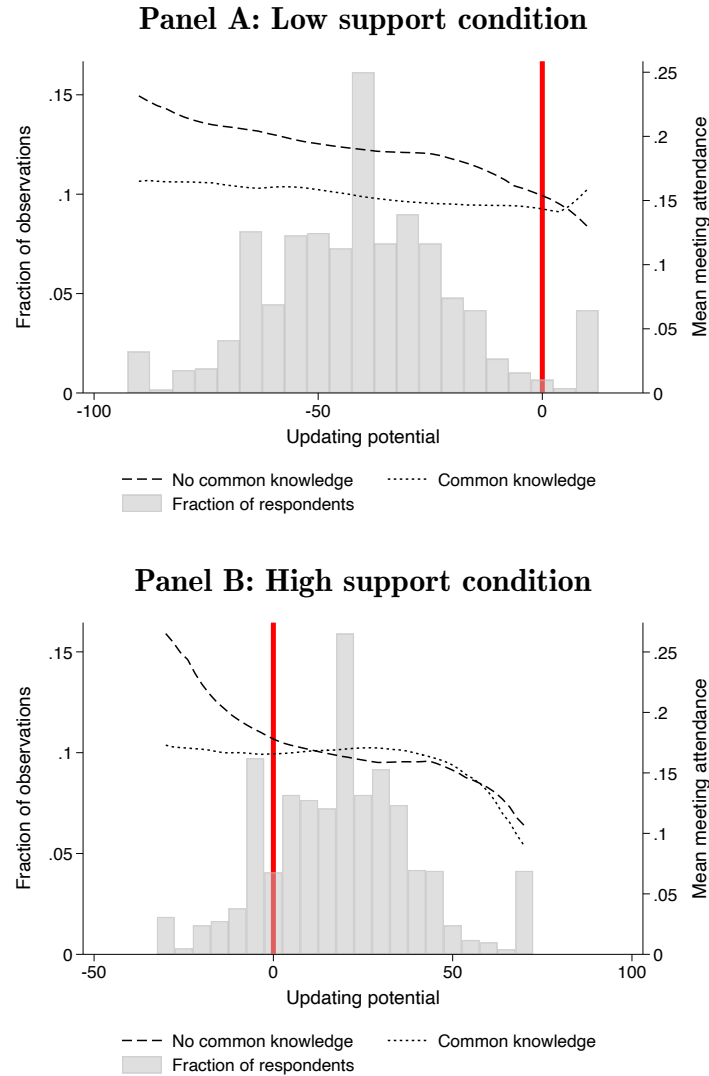 Panel A: Low support condition
.15
.1
.05
0
Fraction of observations
.25
.2
.15
.1
.05
0
Mean meeting attendance
-100
-50
0
Updating potential
No common knowledge
Common knowledge
Fraction of respondents
Panel B: High support condition
.15
.1
.05
0
Fraction of observations
.25
.2
.15
.1
.05
0
Mean meeting attendance
-50
0
50
100
Updating potential
No common knowledge
Common knowledge
Fraction of respondents